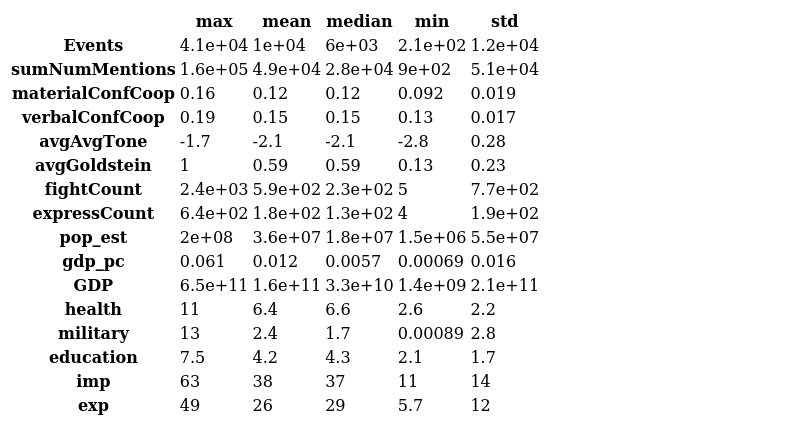 max mean median min std
Events 4.1e+04 1e+04 6e+03 2.1e+02 1.2e+04
sumNumMentions 1.6e+05 4.9e+04 2.8e+04 9e+02 5.1e+04
materialConfCoop 0.16 0.12 0.12 0.092 0.019
verbalConfCoop 0.19 0.15 0.15 0.13 0.017
avgAvgTone -1.7 -2.1 -2.1 -2.8 0.28
avgGoldstein 1 0.59 0.59 0.13 0.23
fightCount 2.4e+03 5.9e+02 2.3e+02 5 7.7e+02
expressCount 6.4e+02 1.8e+02 1.3e+02 4 1.9e+02
pop_est 2e+08 3.6e+07 1.8e+07 1.5e+06 5.5e+07
gdp_pc 0.061 0.012 0.0057 0.00069 0.016
GDP 6.5e+11 1.6e+11 3.3e+10 1.4e+09 2.1e+11
health 11 6.4 6.6 2.6 2.2
military 13 2.4 1.7 0.00089 2.8
education 7.5 4.2 4.3 2.1 1.7
imp 63 38 37 11 14
exp 49 26 29 5.7 12